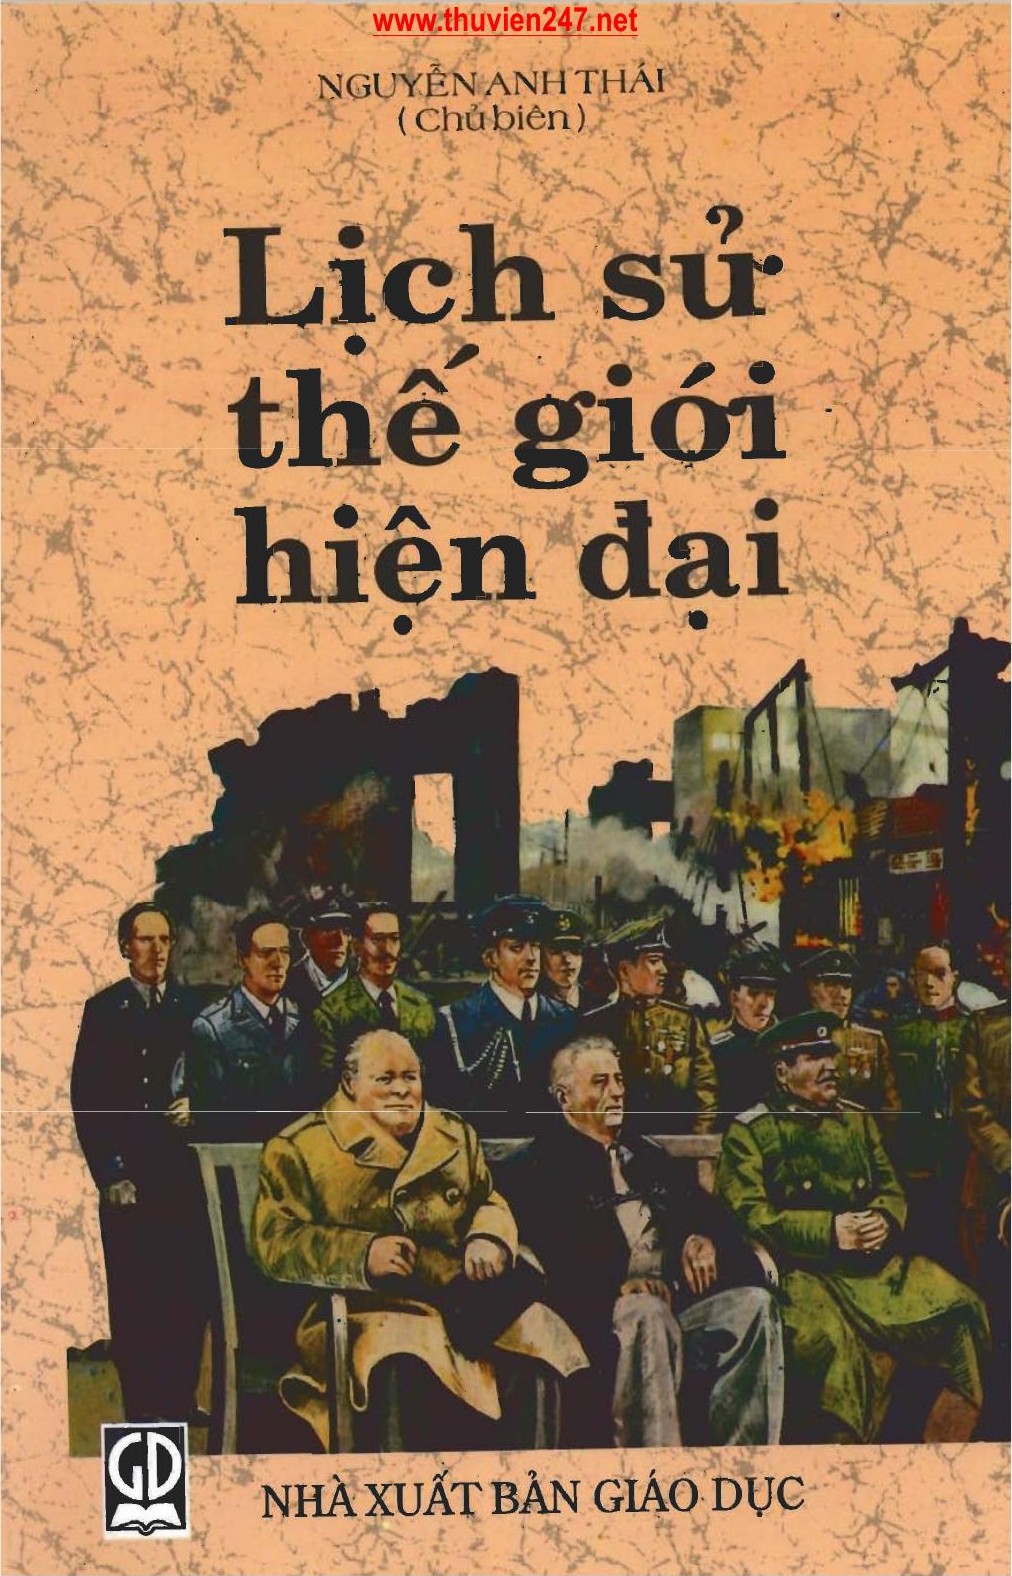 www.thuvien247.net
NGUYỄN ANH THÁI
(Chủ biên)
Lịch sử
thế giới
hiện đại
GD
NHÀ XUẤT BẢN GIÁO DỤC